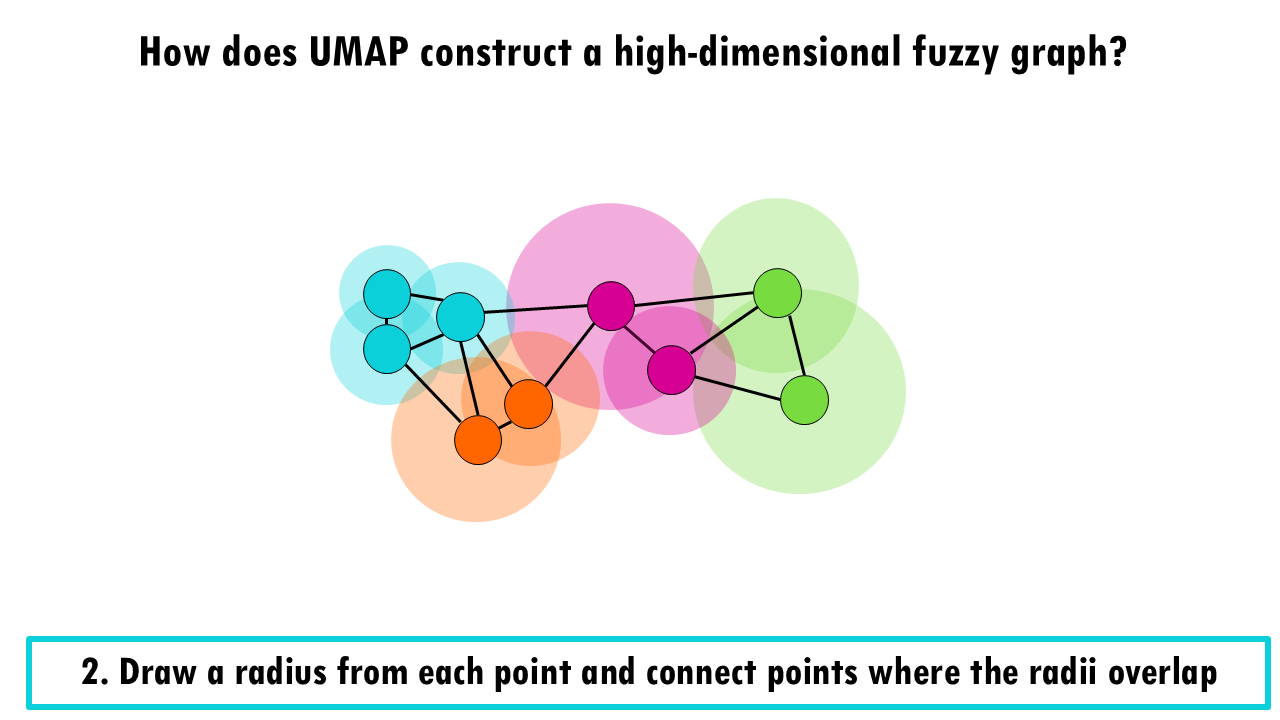 How does UMAP construct a high-dimensional fuzzy graph?
2. Draw a radius from each point and connect points where the radii overlap